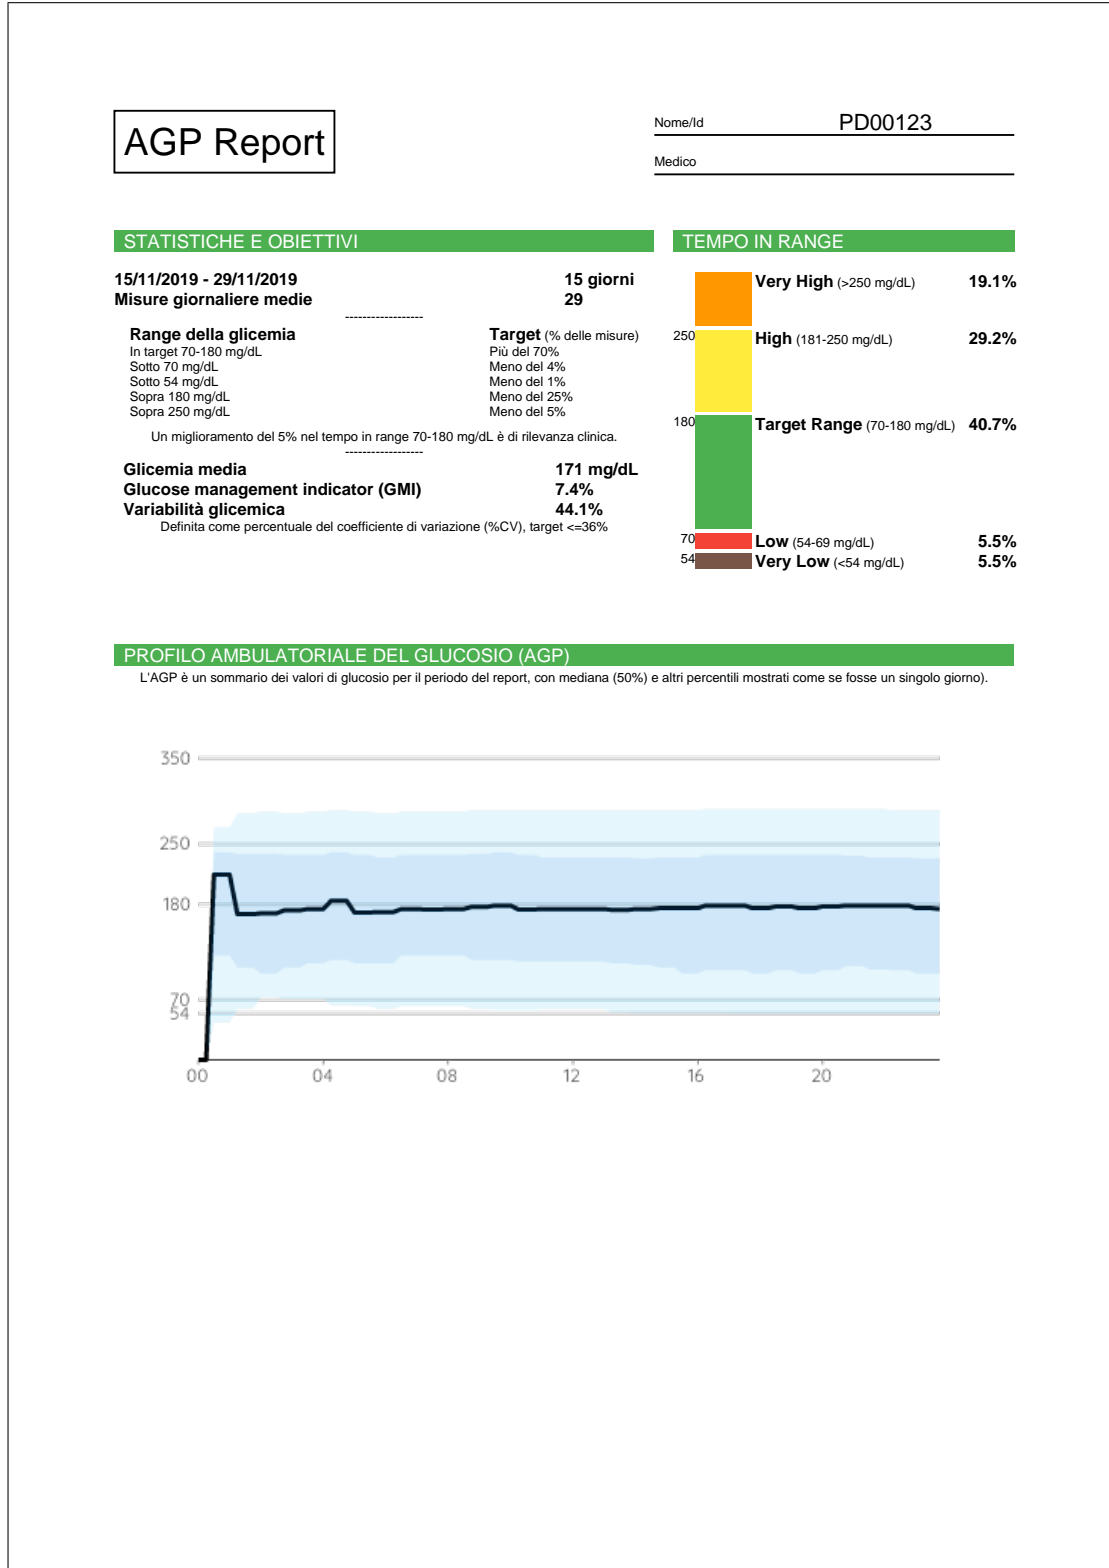 AGP Report
Nome/Id PD00123
Medico
STATISTICHE E OBIETTIVI
15/11/2019 - 29/11/2019 15 giorni
Misure giornaliere medie 29
------------------
Range della glicemia Target (% delle misure)
In target 70-180 mg/dL Più del 70%
Sotto 70 mg/dL Meno del 4%
Sotto 54 mg/dL Meno del 1%
Sopra 180 mg/dL Meno del 25%
Sopra 250 mg/dL Meno del 5%
Un miglioramento del 5% nel tempo in range 70-180 mg/dL è di rilevanza clinica.
------------------
Glicemia media 171 mg/dL
Glucose management indicator (GMI) 7.4%
Variabilità glicemica 44.1%
Definita come percentuale del coefficiente di variazione (%CV), target <=36%
TEMPO IN RANGE
Very High (>250 mg/dL) 19.1%
250 High (181-250 mg/dL) 29.2%
180 Target Range (70-180 mg/dL) 40.7%
70 Low (54-69 mg/dL) 5.5%
54 Very Low (<54 mg/dL) 5.5%
PROFILO AMBULATORIALE DEL GLUCOSIO (AGP)
L'AGP è un sommario dei valori di glucosio per il periodo del report, con mediana (50%) e altri percentili mostrati come se fosse un singolo giorno).
350
250
180
70
54
00 04 08 12 16 20